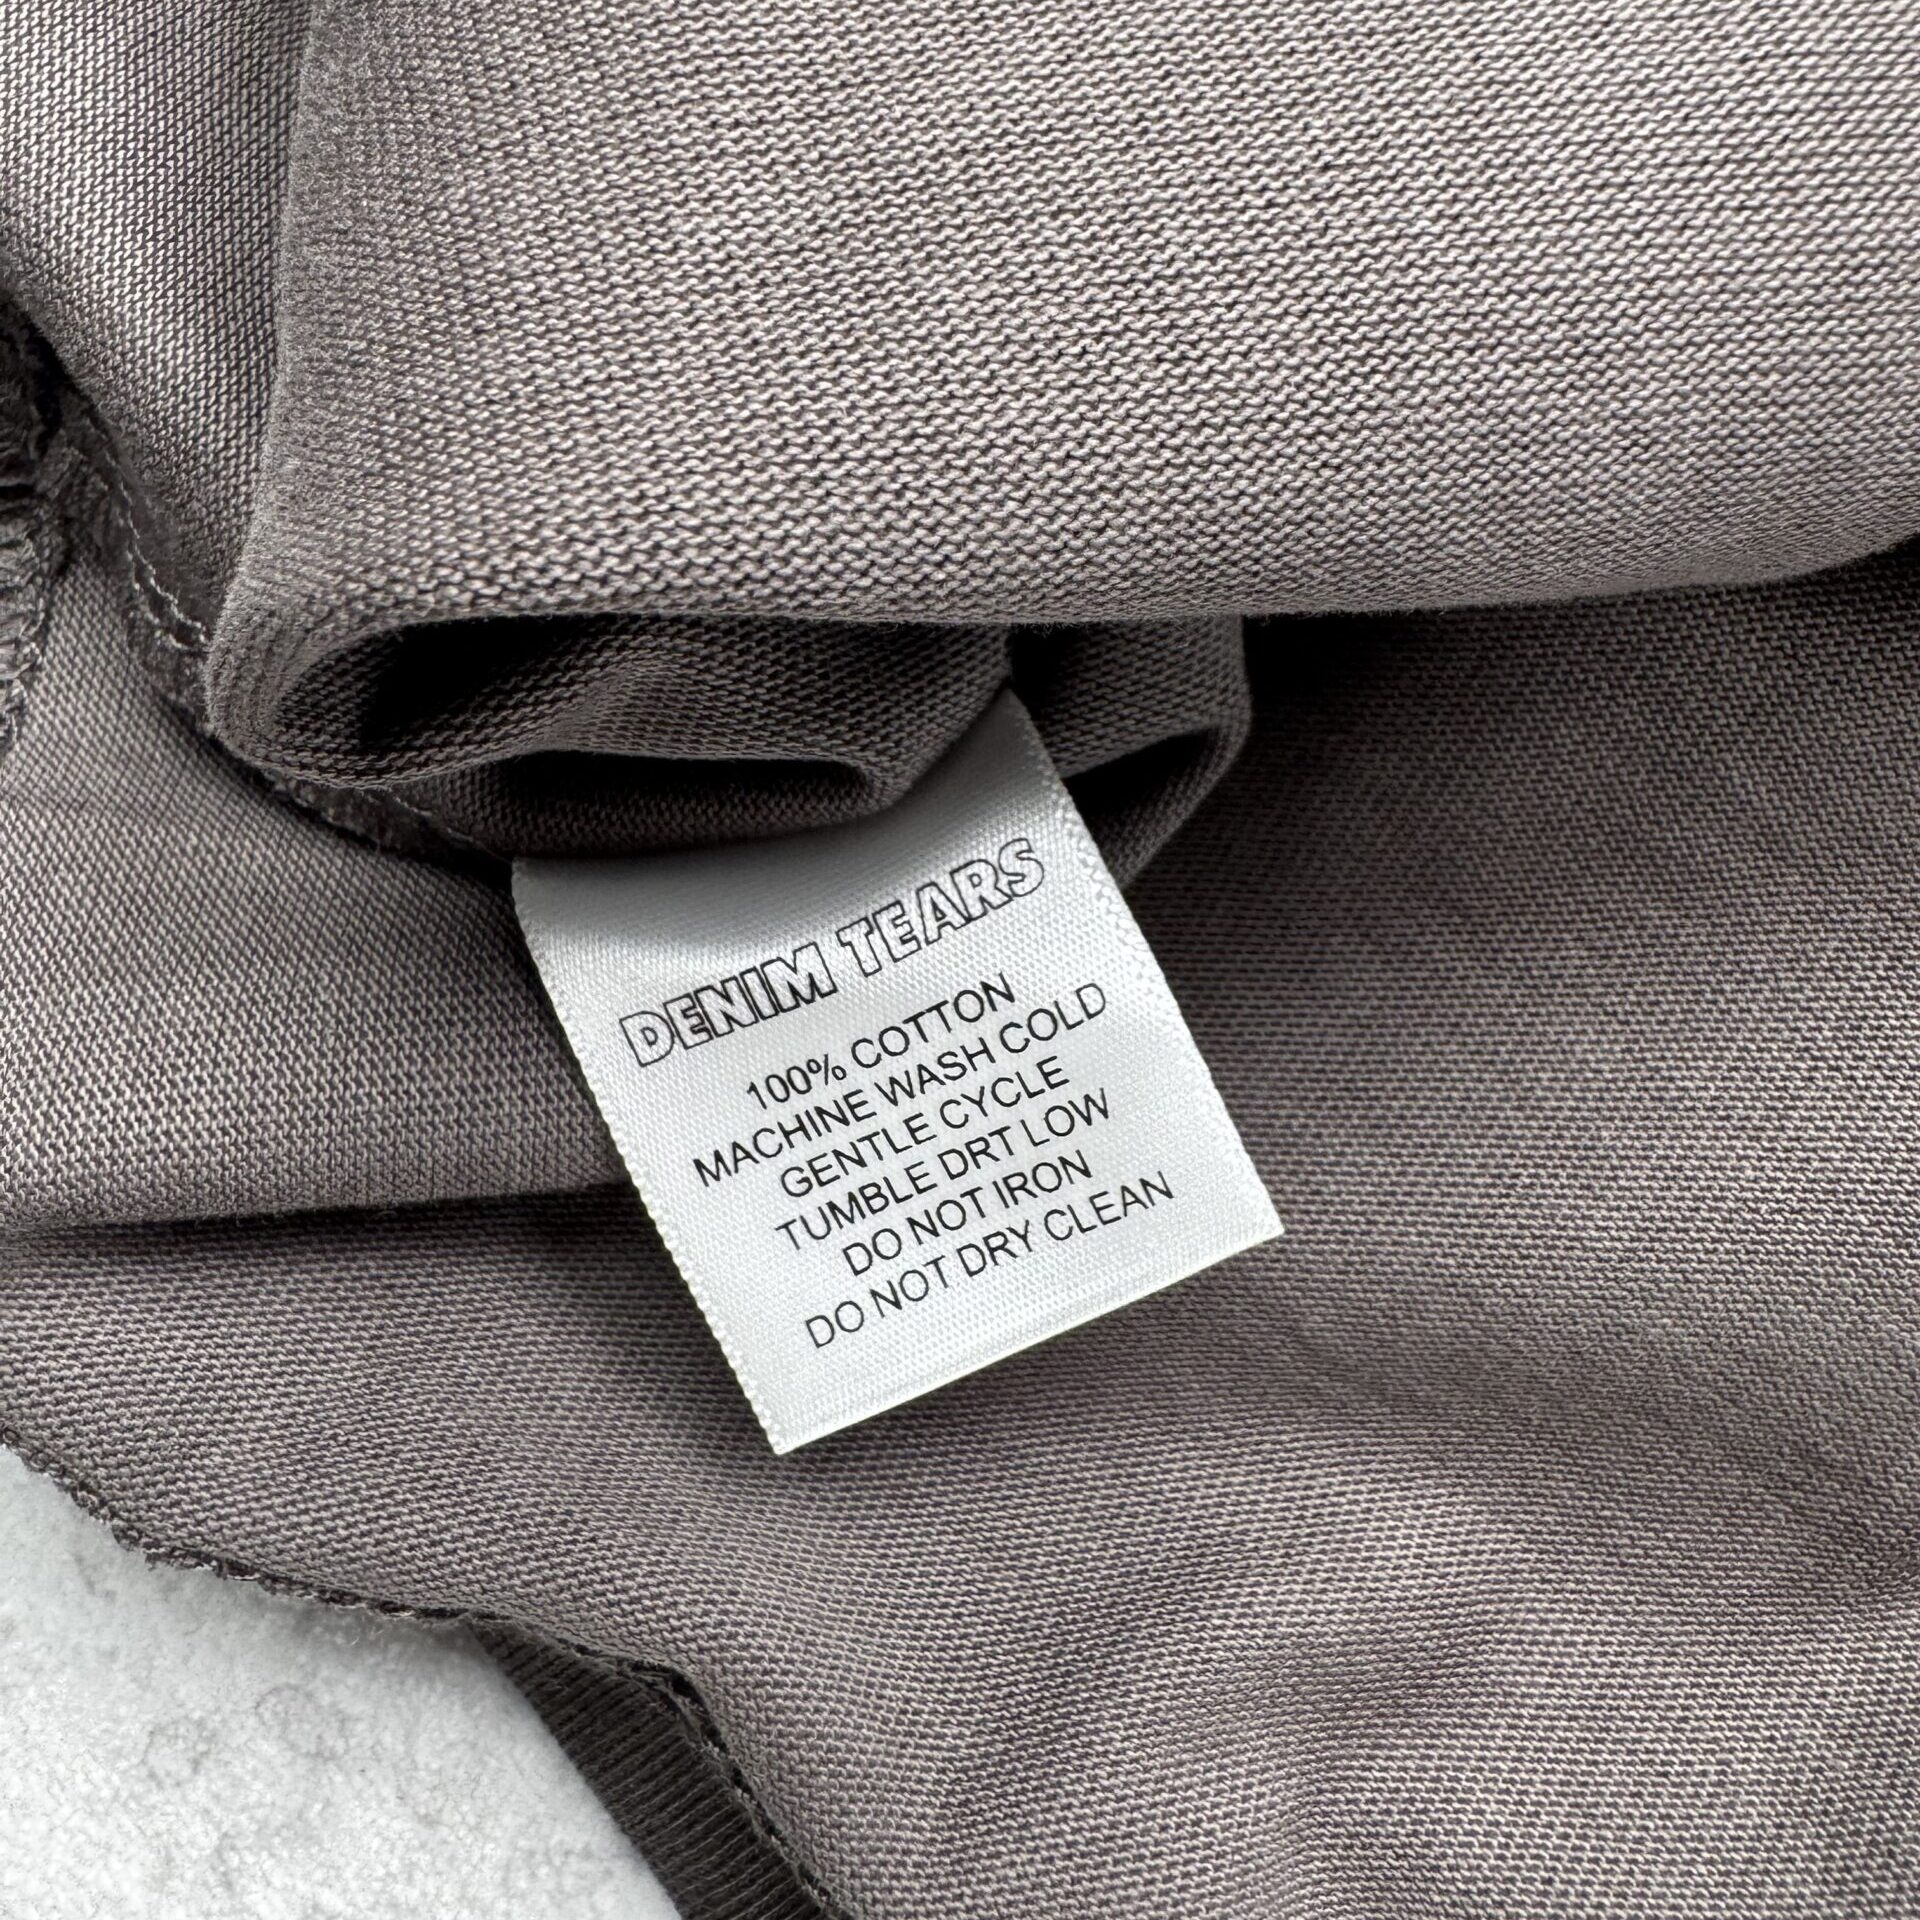 DENIM TEARS
100% COTTON
MACHINE WASH COLD
GENTLE CYCLE
TUMBLE DRT LOW
DO NOT IRON
DO NOT DRY CLEAN